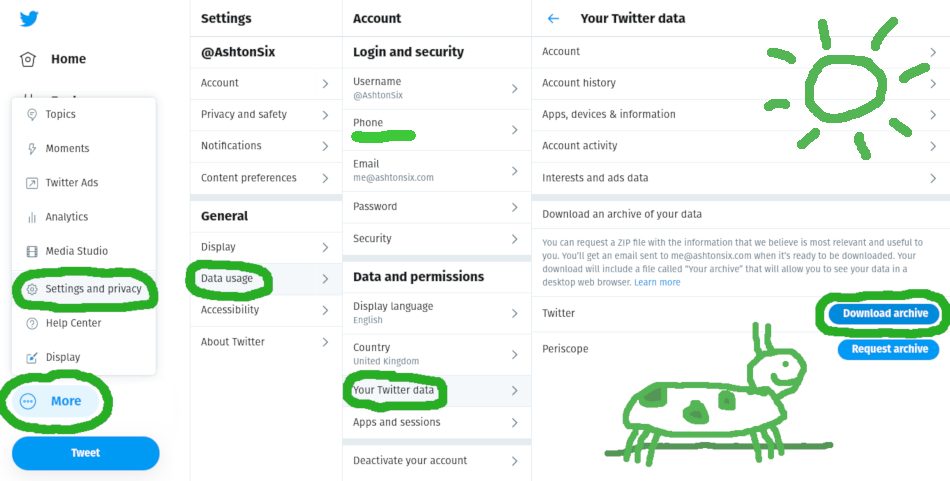 Home
Topics
Moments
Twitter Ads
Analytics
Media Studio
Settings and privacy
Help Center
Display
More
Tweet
Settings
@AshtonSix
Account
Privacy and safety
Notifications
Content preferences
General
Display
Data usage
Accessibility
About Twitter
Account
Login and security
Username
@AshtonSix
Phone
Email
me@ashtonsix.com
Password
Security
Data and permissions
Display language
English
Country
United Kingdom
Your Twitter data
Apps and sessions
Deactivate your account
Your Twitter data
Account
Account history
Apps, devices & information
Account activity
Interests and ads data
Download an archive of your data
You can request a ZIP file with the information that we believe is most relevant and useful to
you. You'll get an email sent to me@ashtonsix.com when it's ready to be downloaded. Your
download will include a file called "Your archive" that will allow you to see your data in a
desktop web browser. Learn more
Twitter
Download archive
Periscope
Request archive